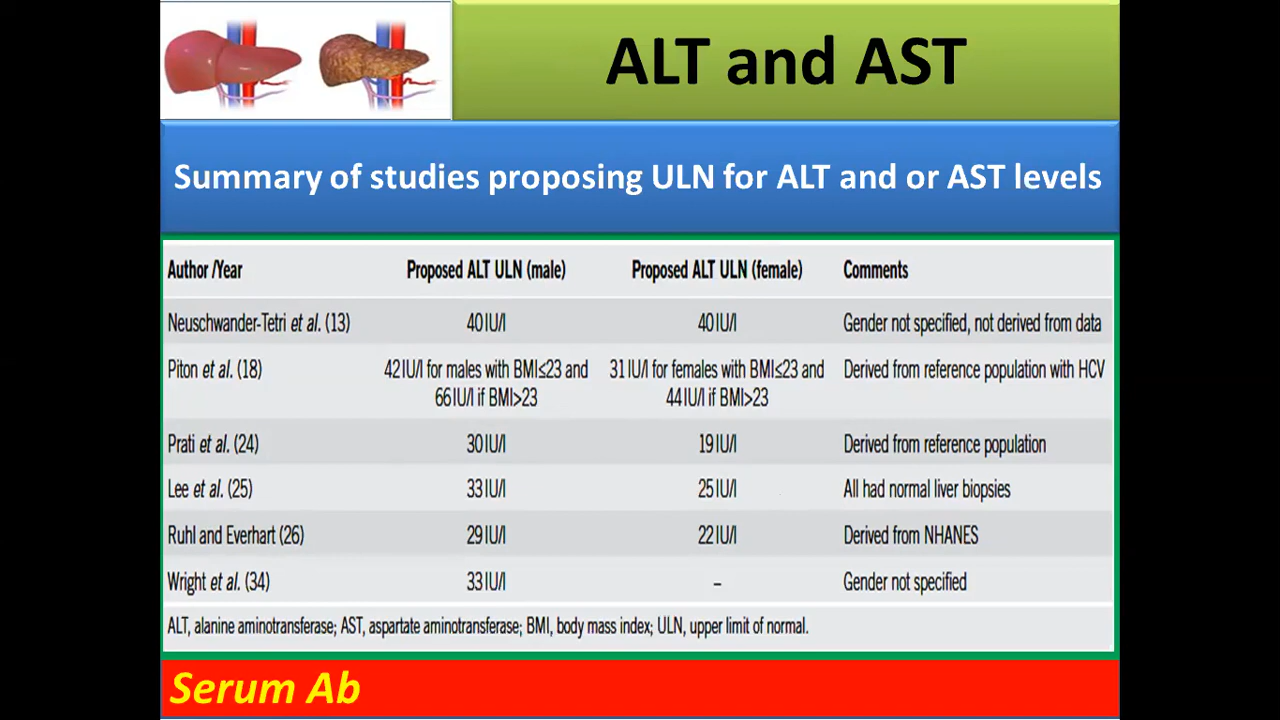 ALT and AST
Summary of studies proposing ULN for ALT and or AST levels
Author /Year Proposed ALT ULN (male) Proposed ALT ULN (female) Comments
Neuschwander-Tetri et al. (13) 40 IU/l 40 IU/l Gender not specified, not derived from data
Piton et al. (18) 42 IU/l for males with BMI≤23 and 31 IU/l for females with BMI≤23 and Derived from reference population with HCV
66 IU/l if BMI>23 44 IU/l if BMI>23
Prati et al. (24) 30 IU/l 19 IU/l Derived from reference population
Lee et al. (25) 33 IU/l 25 IU/l All had normal liver biopsies
Ruhl and Everhart (26) 29 IU/l 22 IU/l Derived from NHANES
Wright et al. (34) 33 IU/l – Gender not specified
ALT, alanine aminotransferase; AST, aspartate aminotransferase; BMI, body mass index; ULN, upper limit of normal.
Serum Ab